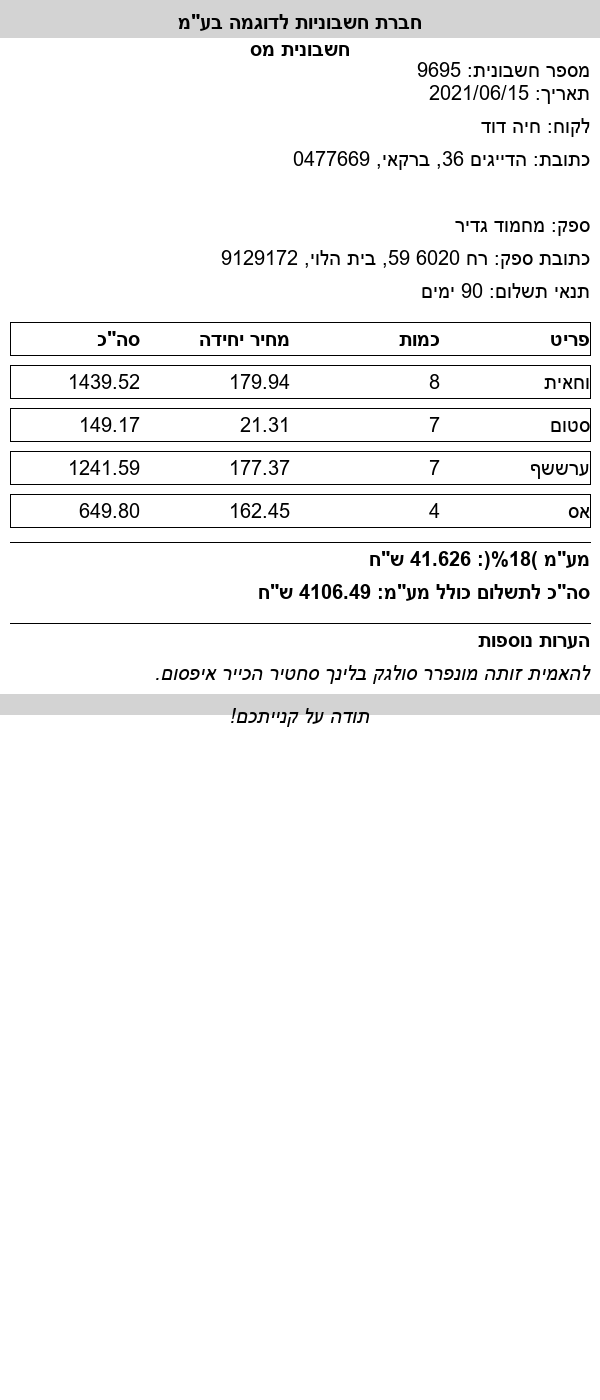 חברת חשבוניות לדוגמה בע"מ
חשבונית מס
מספר חשבונית: 9695
תאריך: 2021/06/15
לקוח: חיה דוד
כתובת: הדייגים 36, ברקאי, 0477669
ספק: מחמוד גדיר
כתובת ספק: רח 6020 59, בית הלוי, 9129172
תנאי תשלום: 90 ימים
פריט כמות מחיר יחידה סה"כ
וחאית 8 179.94 1439.52
סטום 7 21.31 149.17
ערששף 7 177.37 1241.59
אס 4 162.45 649.80
מע"מ )18%(: 41.626 ש"ח
סה"כ לתשלום כולל מע"מ: 4106.49 ש"ח
הערות נוספות
להאמית זותה מונפרר סולגק בלינך סחטיר הכייר איפסום.
תודה על קנייתכם!